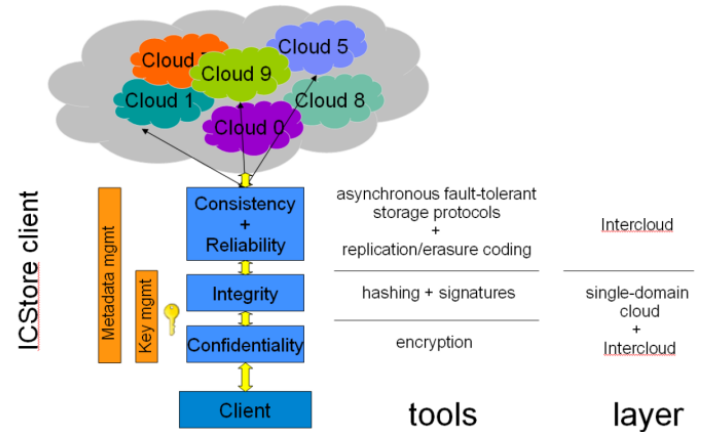 Cloud 5
Cloud
Cloud 9
Cloud 1
Cloud 8
Cloud 0
ICStore client
Metadata mgmt
Key mgmt
Consistency
+
Reliability
Integrity
Confidentiality
Client
asynchronous fault-tolerant
storage protocols
+
replication/erasure coding
hashing + signatures
encryption
tools
Intercloud
single-domain
cloud
+
Intercloud
layer